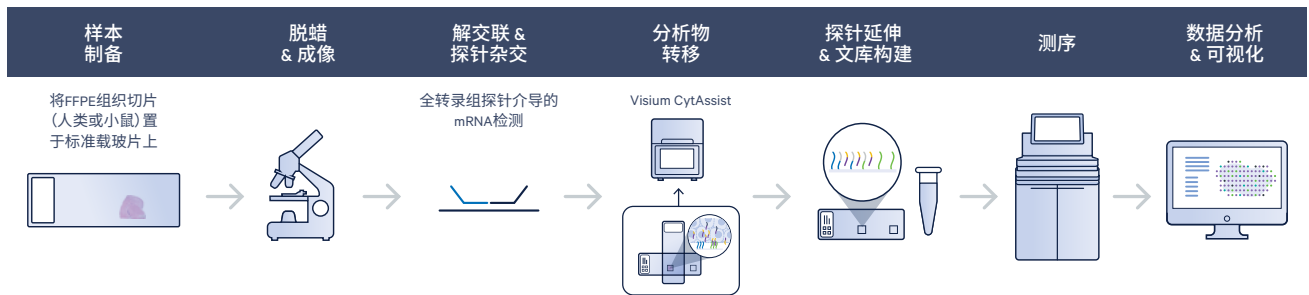 样本
制备
脱蜡
& 成像
解交联 &
探针杂交
分析物
转移
探针延伸
& 文库构建
测序
数据分析
& 可视化
将FFPE组织切片
（人类或小鼠）置
于标准载玻片上
全转录组探针介导的
mRNA检测
Visium CytAssist